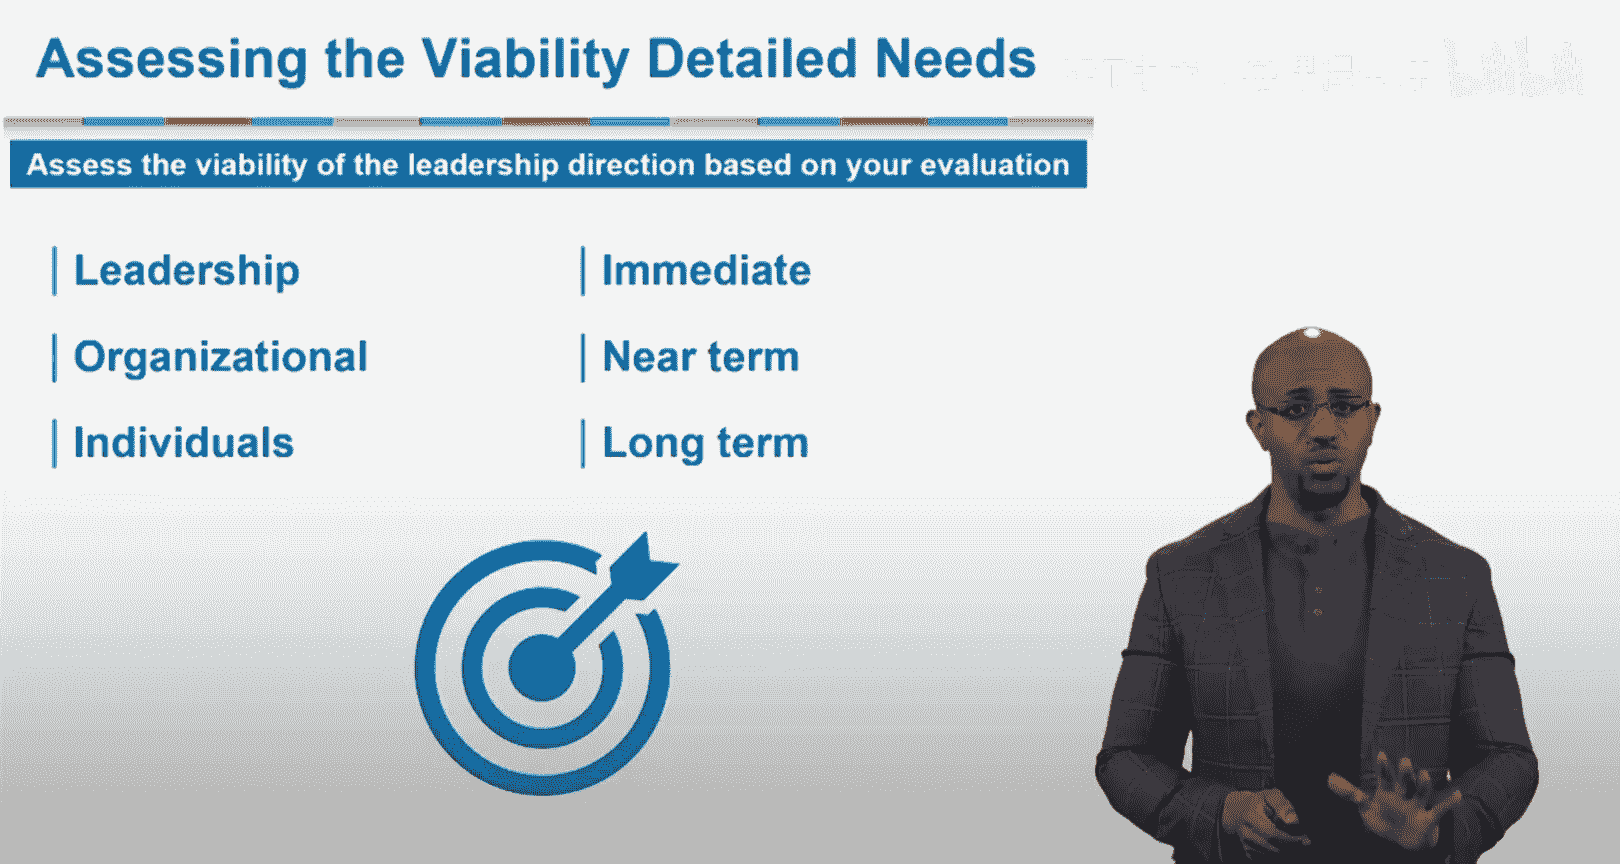 Assessing the Viability Detailed Needs
Assess the viability of the leadership direction based on your evaluation
Leadership
Organizational
Individuals
Immediate
Near term
Long term